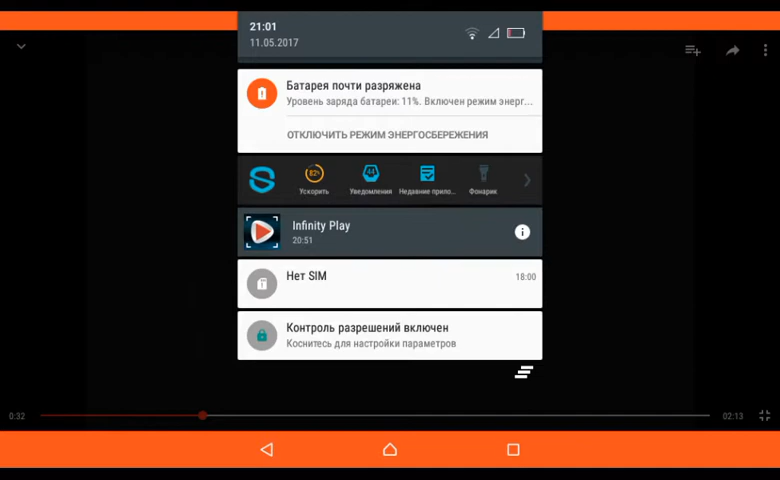 21:01
11.05.2017
Батарея почти разряжена
Уровень заряда батареи: 11%. Включен режим энерг...
ОТКЛЮЧИТЬ РЕЖИМ ЭНЕРГОСБЕРЕЖЕНИЯ
82%
44
Ускорить
Уведомления
Недавние прило...
Фонарик
Infinity Play
20:51
Нет SIM
18:00
Контроль разрешений включен
Коснитесь для настройки параметров
0:32
02:13